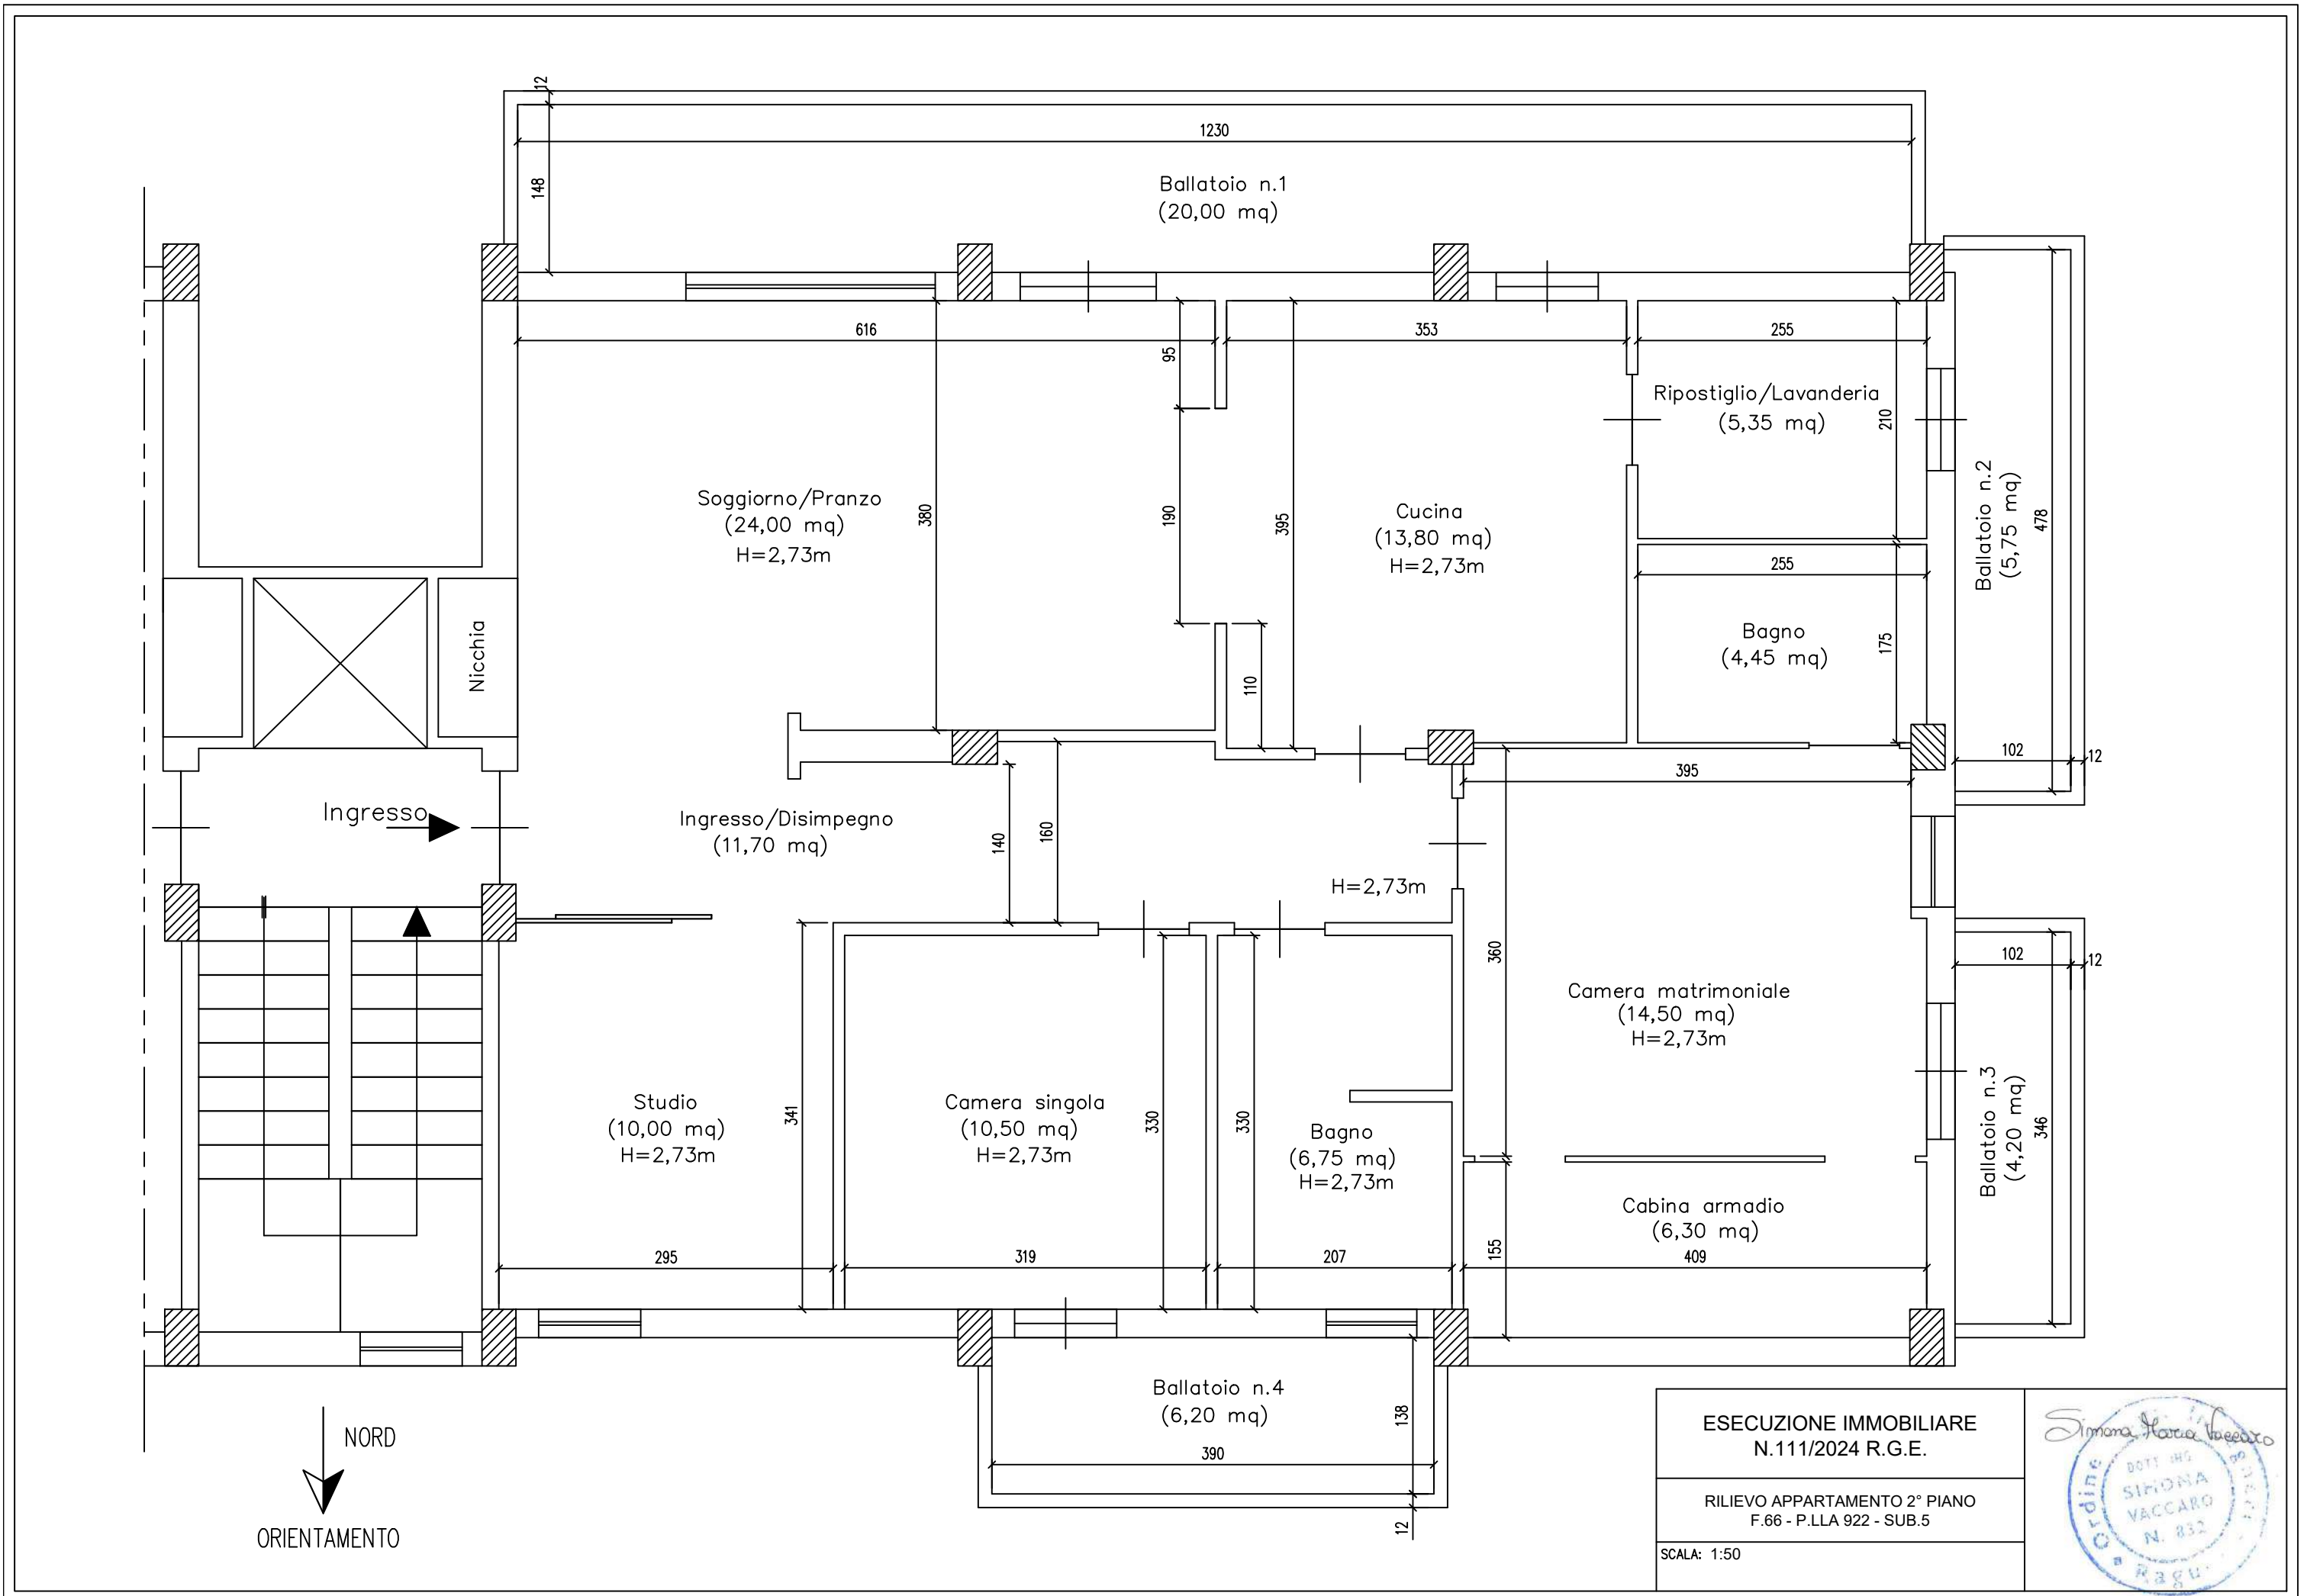 12
1230
148
Ballatoio n.1
(20,00 mq)
616
353
255
95
Ripostiglio/Lavanderia
(5,35 mq)
210
Soggiorno/Pranzo
(24,00 mq)
H=2,73m
380
190
395
Cucina
(13,80 mq)
H=2,73m
Ballatoio n.2
(5,75 mq)
478
255
Nicchia
Bagno
(4,45 mq)
175
110
102
12
395
Ingresso
Ingresso/Disimpegno
(11,70 mq)
140
160
H=2,73m
360
102
12
Camera matrimoniale
(14,50 mq)
H=2,73m
Studio
(10,00 mq)
H=2,73m
341
Camera singola
(10,50 mq)
H=2,73m
330
330
Bagno
(6,75 mq)
H=2,73m
Ballatoio n.3
(4,20 mq)
346
Cabina armadio
(6,30 mq)
155
295
319
207
409
Ballatoio n.4
(6,20 mq)
138
390
12
NORD
ORIENTAMENTO
ESECUZIONE IMMOBILIARE
N.111/2024 R.G.E.
RILIEVO APPARTAMENTO 2° PIANO
F.66 - P.LLA 922 - SUB.5
SCALA: 1:50
Simona Maria Vaccaro
Ordine
DOTT. ING.
SIMONA
VACCARO
N. 832